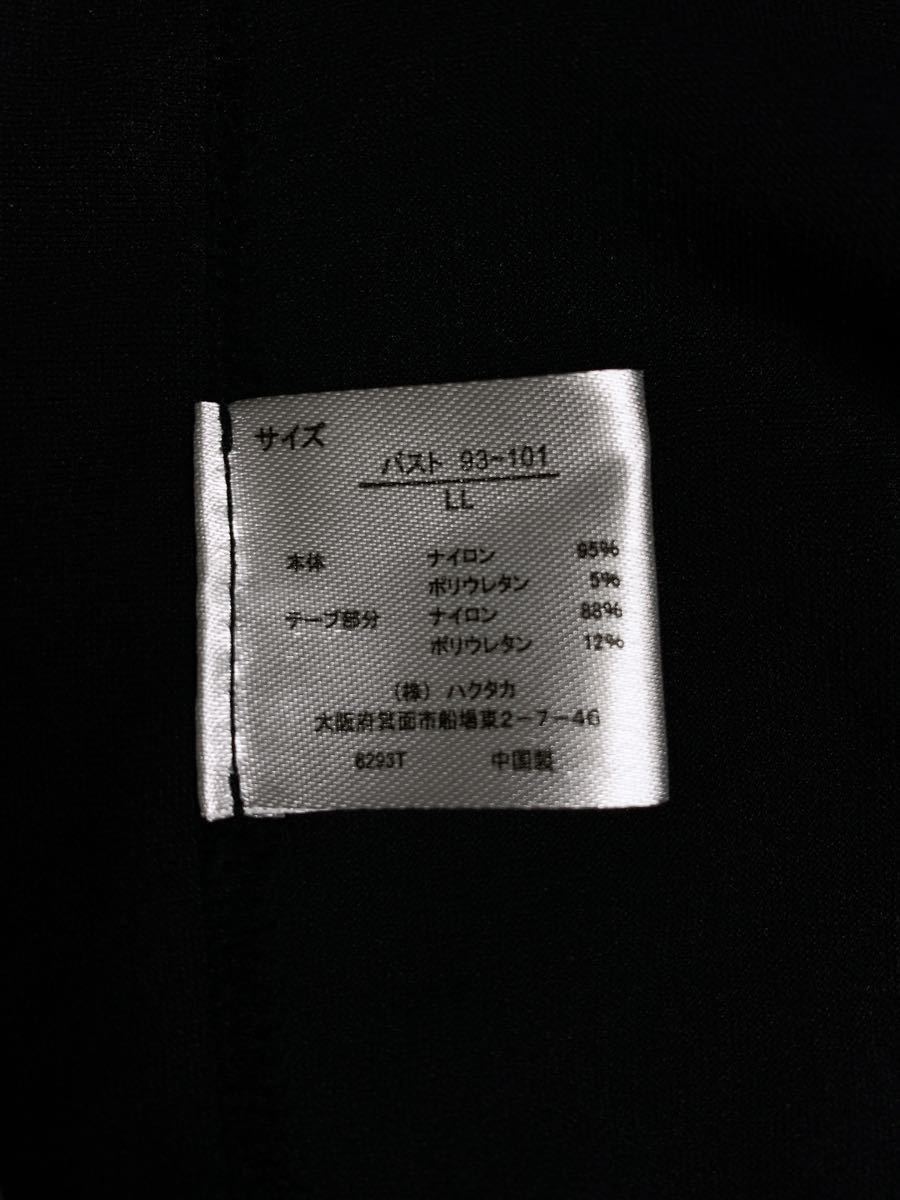 サイズ
バスト 93~101
LL
本体 ナイロン 95%
ポリウレタン 5%
テープ部分 ナイロン 88%
ポリウレタン 12%
(株) ハクタカ
大阪府箕面市船場東2-7-46
6293T 中国製